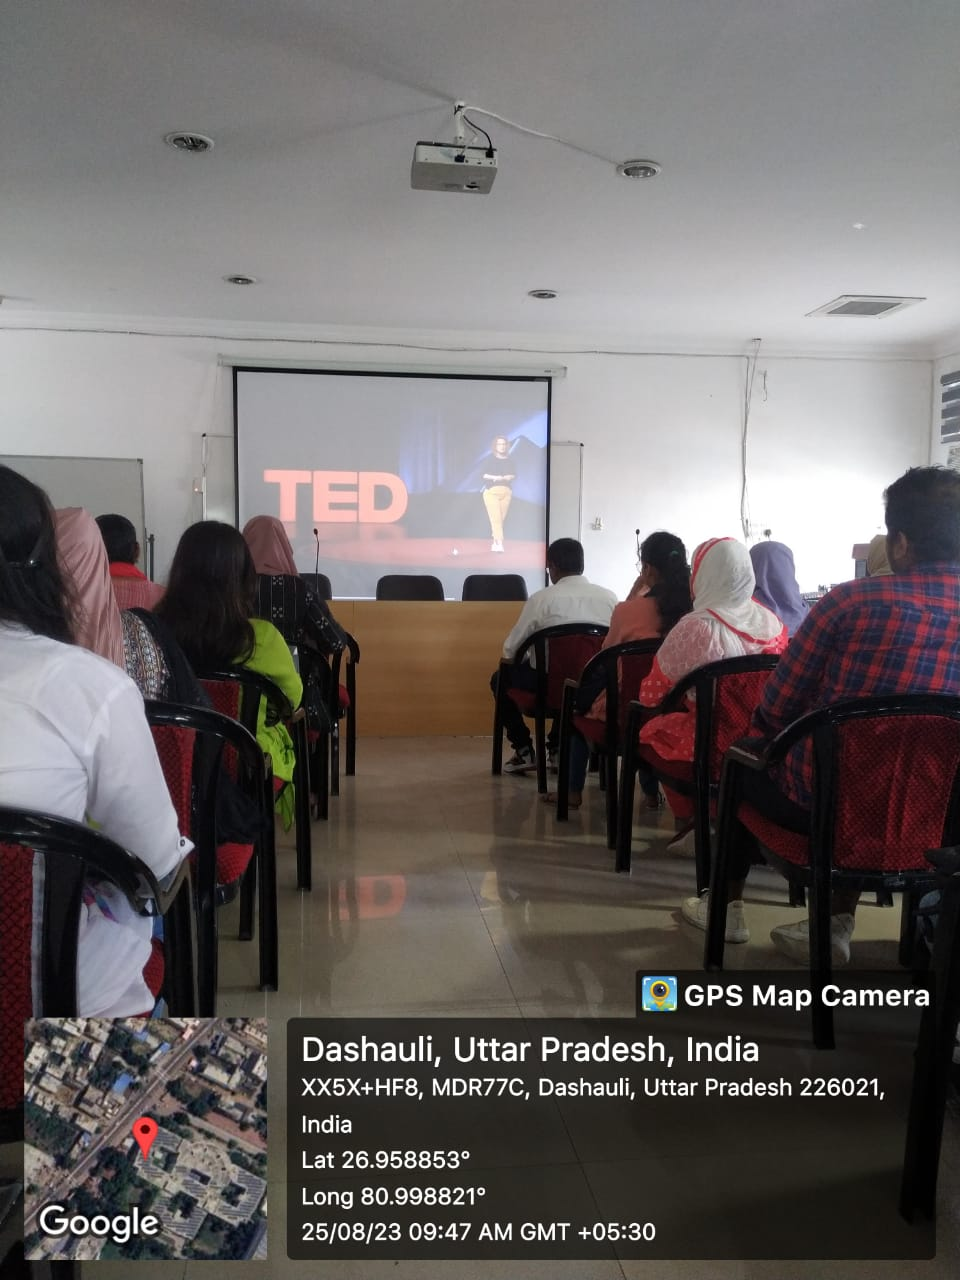 TED
GPS Map Camera
Dashauli, Uttar Pradesh, India
XX5X+HF8, MDR77C, Dashauli, Uttar Pradesh 226021,
India
Lat 26.958853°
Long 80.998821°
25/08/23 09:47 AM GMT +05:30
Google